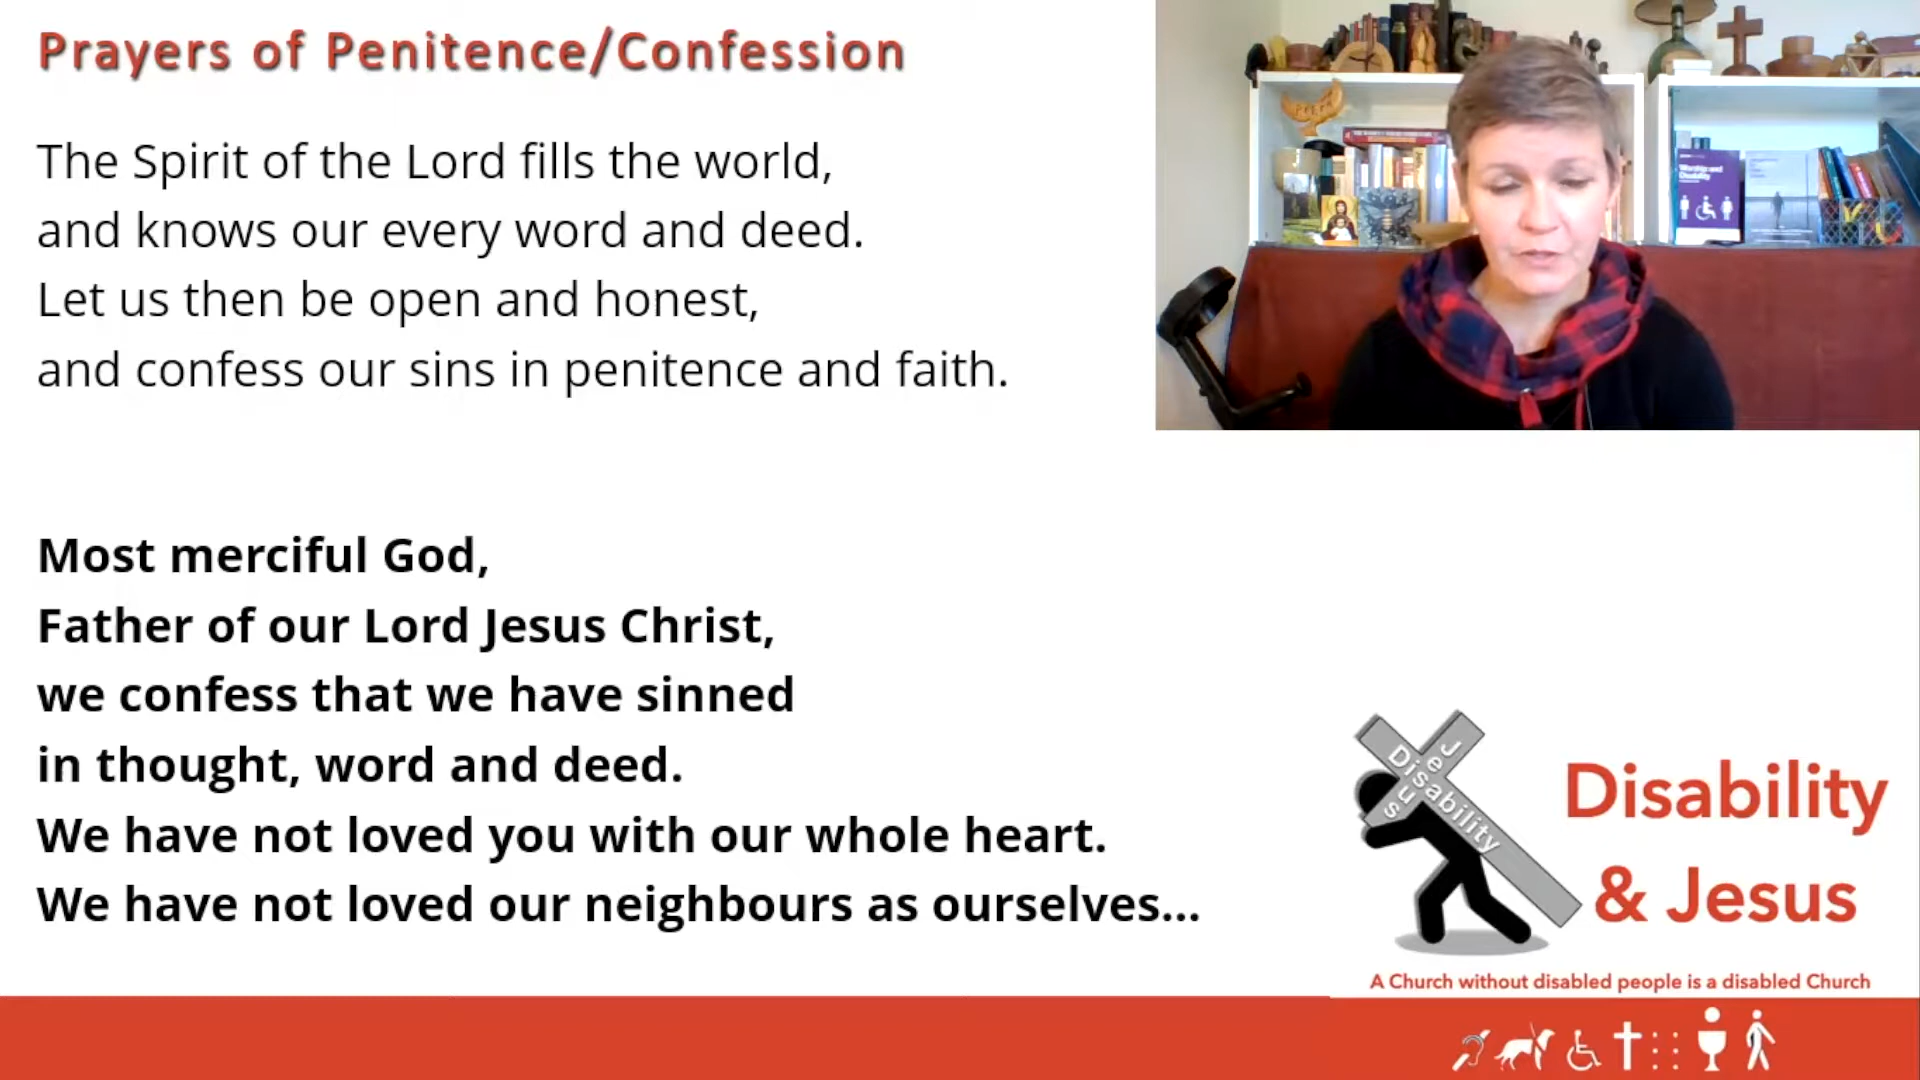 Prayers of Penitence/Confession
The Spirit of the Lord fills the world,
and knows our every word and deed.
Let us then be open and honest,
and confess our sins in penitence and faith.
Most merciful God,
Father of our Lord Jesus Christ,
we confess that we have sinned
in thought, word and deed.
We have not loved you with our whole heart.
We have not loved our neighbours as ourselves...
Worship and
Disability
Jesus
Disability
Disability
& Jesus
A Church without disabled people is a disabled Church